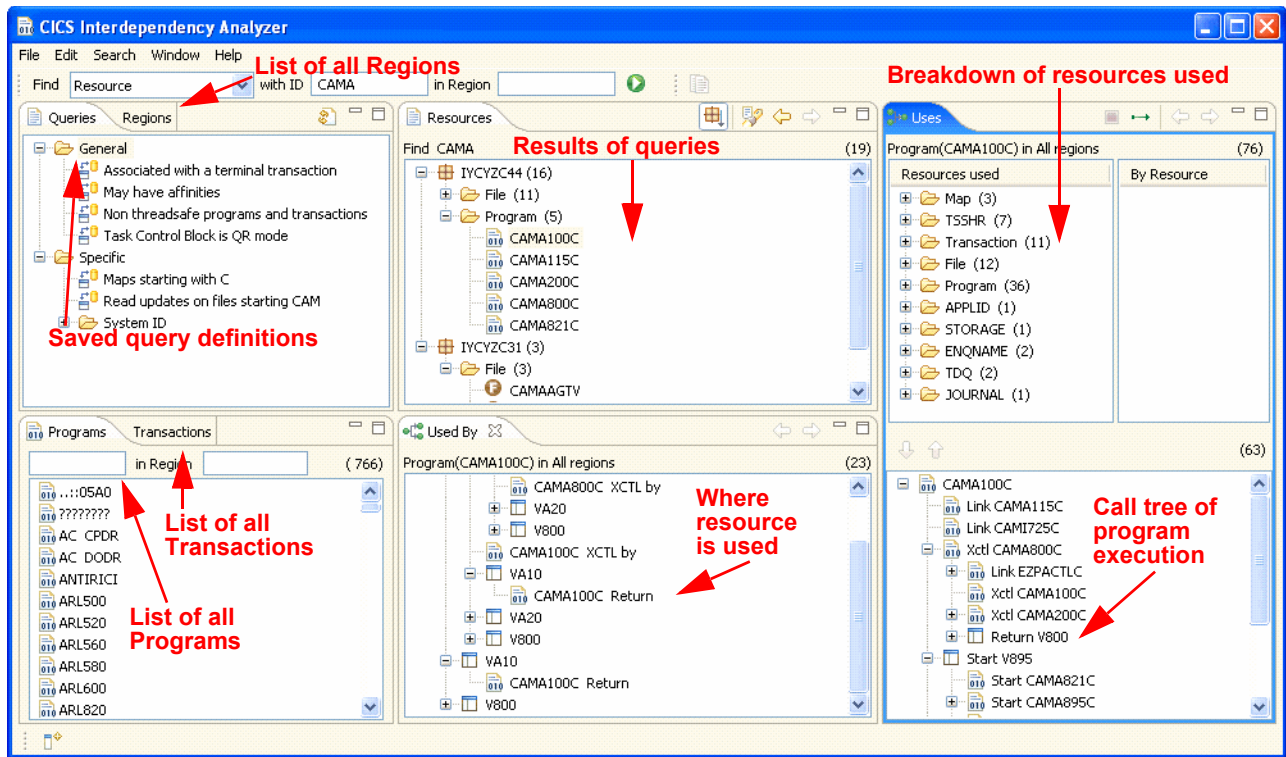 CICS Interdependency Analyzer
File Edit Search Window Help
Find Resource with ID CAMA in Region
List of all Regions
Breakdown of resources used
Queries Regions
General
Associated with a terminal transaction
May have affinities
Non threadsafe programs and transactions
Task Control Block is QR mode
Specific
Maps starting with C
Read updates on files starting CAM
System ID
Saved query definitions
Resources
Find CAMA (19)
Results of queries
IYCYZC44 (16)
File (11)
Program (5)
CAMA100C
CAMA115C
CAMA200C
CAMA800C
CAMA821C
IYCYZC31 (3)
File (3)
CAMAAGTV
Uses
Program(CAMA100C) in All regions (76)
Resources used By Resource
Map (3)
TSSHR (7)
Transaction (11)
File (12)
Program (36)
APPLID (1)
STORAGE (1)
ENQNAME (2)
TDQ (2)
JOURNAL (1)
Programs Transactions
in Region (766)
..::05A0
????????
AC CPDR
AC DODR
ANTIRICI
ARL500
ARL520
ARL560
ARL580
ARL600
ARL820
List of all
Transactions
List of all
Programs
Used By
Program(CAMA100C) in All regions (23)
CAMA800C XCTL by
VA20
V800
CAMA100C XCTL by
VA10
CAMA100C Return
VA20
V800
VA10
CAMA100C Return
V800
Where
resource
is used
(63)
CAMA100C
Link CAMA115C
Link CAMI725C
Xctl CAMA800C
Link EZPACTLC
Xctl CAMA100C
Xctl CAMA200C
Return V800
Start V895
Start CAMA821C
Start CAMA895C
Call tree of
program
execution